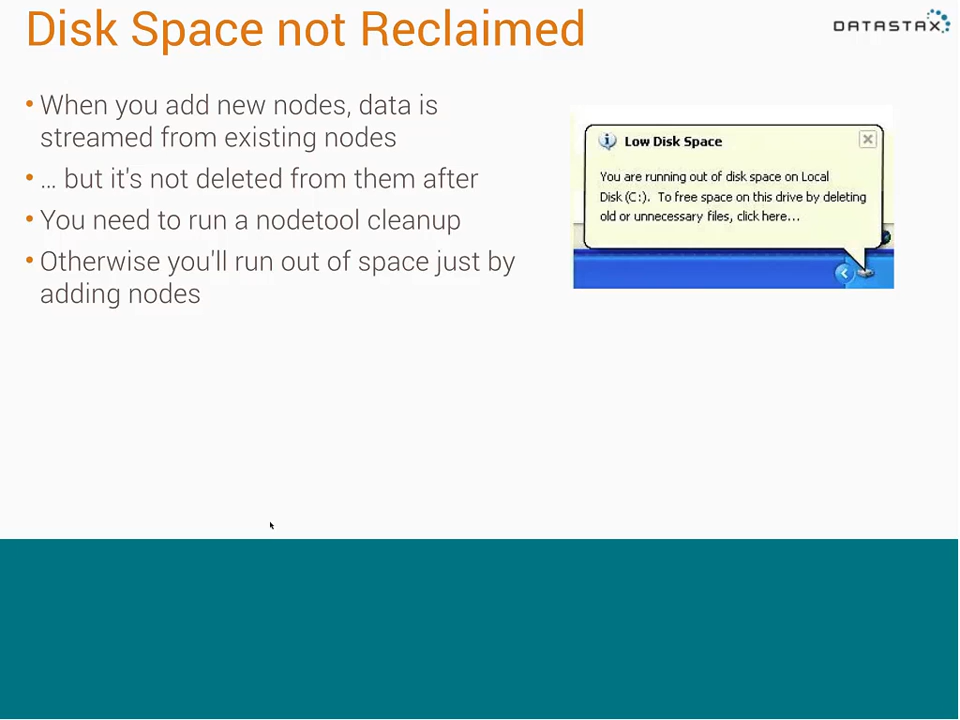 Disk Space not Reclaimed
DATASTAX
• When you add new nodes, data is
streamed from existing nodes
• ... but it's not deleted from them after
• You need to run a nodetool cleanup
• Otherwise you'll run out of space just by
adding nodes
Low Disk Space
You are running out of disk space on Local
Disk (C:). To free space on this drive by deleting
old or unnecessary files, click here...